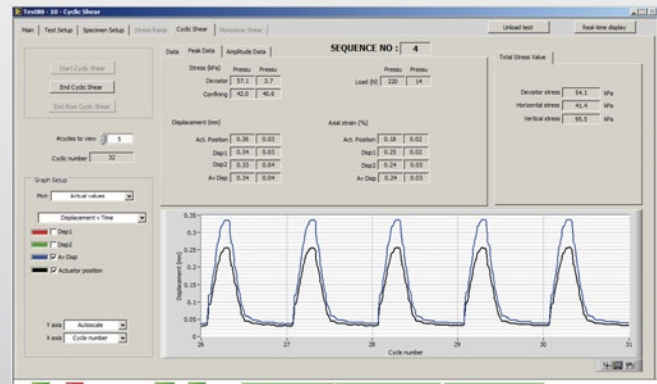 Test80 - 10 - Cyclic Shear
Main Test Setup Specimen Setup Stress Ramp Cyclic Shear Monotonic Shear Unload test Real-time display
Data Peak Data Amplitude Data SEQUENCE NO : 4 Total Stress Value
Start Cyclic Shear
End Cyclic Shear
Exit from Cyclic Shear
#cycles to view 5
Cyclic number 32
Graph Setup
Plot: Actual values
Displacement v Time
Disp1
Disp2
Av Disp
Actuator position
Y axis Autoscale
X axis Cycle number
Stress (kPa) Pressu Pressu
Deviator 57.1 3.7
Confining 42.0 40.6
Pressu Pressu
Load (N) 220 14
Displacement (mm)
Act. Position 0.26 0.03
Disp1 0.34 0.03
Disp2 0.33 0.04
Av Disp 0.34 0.04
Axial strain (%)
Act. Position 0.18 0.02
Disp1 0.25 0.02
Disp2 0.24 0.03
Av Disp 0.24 0.03
Deviator stress 54.1 kPa
Horizontal stress 41.4 kPa
Vertical stress 95.5 kPa
Displacement (mm)
0.35
0.3
0.25
0.2
0.15
0.1
0.05
0
26 27 28 29 30 31
Cycle number